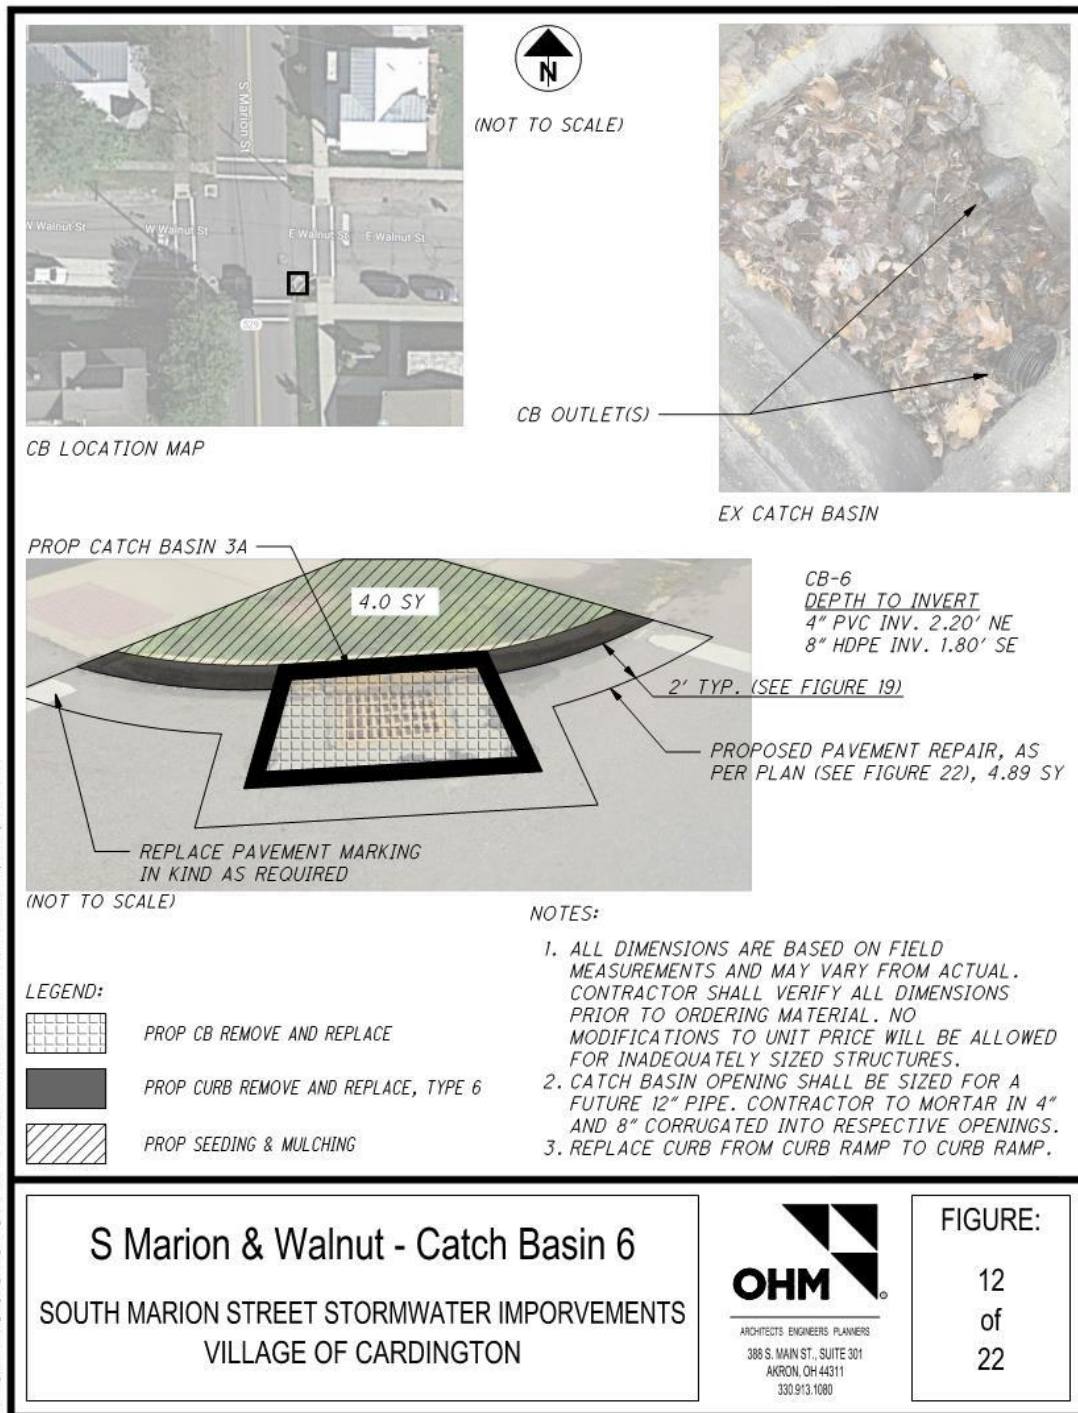 S Marion St
N
(NOT TO SCALE)
W Walnut St
W Walnut St
E Walnut St
E Walnut St
529
CB OUTLET(S)
CB LOCATION MAP
EX CATCH BASIN
PROP CATCH BASIN 3A
4.0 SY
CB-6
DEPTH TO INVERT
4" PVC INV. 2.20' NE
8" HDPE INV. 1.80' SE
2' TYP. (SEE FIGURE 19)
PROPOSED PAVEMENT REPAIR, AS
PER PLAN (SEE FIGURE 22), 4.89 SY
REPLACE PAVEMENT MARKING
IN KIND AS REQUIRED
(NOT TO SCALE)
LEGEND:
PROP CB REMOVE AND REPLACE
PROP CURB REMOVE AND REPLACE, TYPE 6
PROP SEEDING & MULCHING
NOTES:
1. ALL DIMENSIONS ARE BASED ON FIELD
MEASUREMENTS AND MAY VARY FROM ACTUAL.
CONTRACTOR SHALL VERIFY ALL DIMENSIONS
PRIOR TO ORDERING MATERIAL. NO
MODIFICATIONS TO UNIT PRICE WILL BE ALLOWED
FOR INADEQUATELY SIZED STRUCTURES.
2. CATCH BASIN OPENING SHALL BE SIZED FOR A
FUTURE 12" PIPE. CONTRACTOR TO MORTAR IN 4"
AND 8" CORRUGATED INTO RESPECTIVE OPENINGS.
3. REPLACE CURB FROM CURB RAMP TO CURB RAMP.
S Marion & Walnut - Catch Basin 6
SOUTH MARION STREET STORMWATER IMPORVEMENTS
VILLAGE OF CARDINGTON
OHM®
ARCHITECTS ENGINEERS PLANNERS
388 S. MAIN ST., SUITE 301
AKRON, OH 44311
330.913.1080
FIGURE:
12
of
22